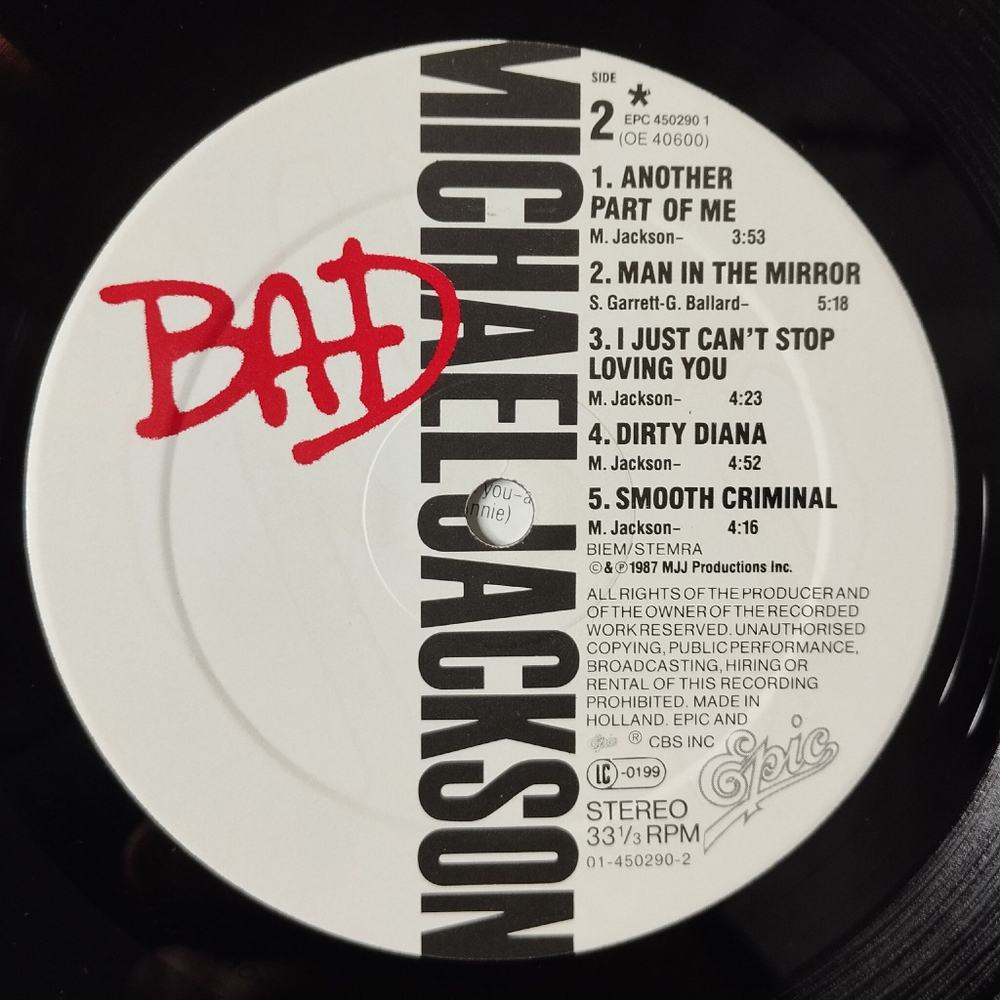 MICHAEL JACKSON
BAD
SIDE
2
*
EPC 450290 1
(OE 40600)
1. ANOTHER
PART OF ME
M. Jackson– 3:53
2. MAN IN THE MIRROR
S. Garrett-G. Ballard– 5:18
3. I JUST CAN'T STOP
LOVING YOU
M. Jackson– 4:23
4. DIRTY DIANA
M. Jackson– 4:52
5. SMOOTH CRIMINAL
M. Jackson– 4:16
BIEM/STEMRA
©&℗1987 MJJ Productions Inc.
ALL RIGHTS OF THE PRODUCER AND
OF THE OWNER OF THE RECORDED
WORK RESERVED. UNAUTHORISED
COPYING, PUBLIC PERFORMANCE,
BROADCASTING, HIRING OR
RENTAL OF THIS RECORDING
PROHIBITED. MADE IN
HOLLAND. EPIC AND
Epic ® CBS INC
Epic
LC -0199
STEREO
33 1/3 RPM
01-450290-2
you–
nnie)